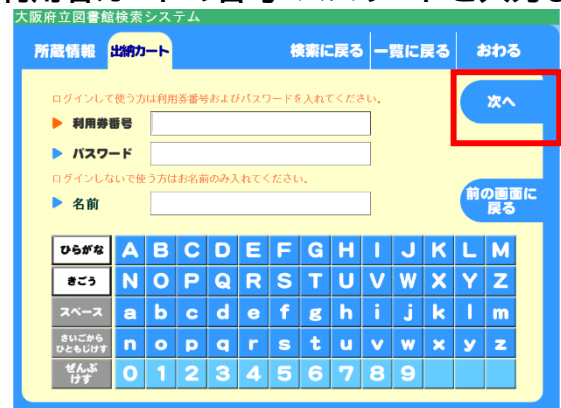 大阪府立図書館検索システム
所蔵情報 出納カート 検索に戻る 一覧に戻る おわる
ログインして使う方は利用券番号およびパスワードを入れてください。
利用券番号
次へ
パスワード
ログインしないで使う方はお名前のみ入れてください。
名前
前の画面に
戻る
ひらがな A B C D E F G H I J K L M
きごう N O P Q R S T U V W X Y Z
スペース a b c d e f g h i j k l m
さいごから
ひともじけす n o p q r s t u v w x y z
ぜんぶ
けす 0 1 2 3 4 5 6 7 8 9